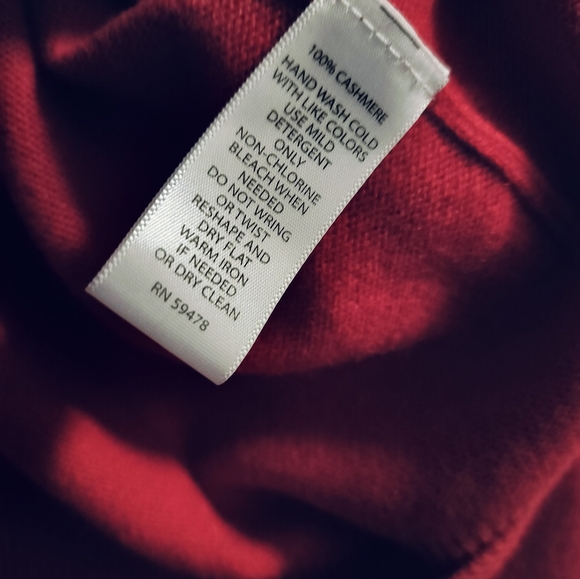 100% CASHMERE
HAND WASH COLD
WITH LIKE COLORS
USE MILD
DETERGENT
ONLY
NON-CHLORINE
BLEACH WHEN
NEEDED
DO NOT WRING
OR TWIST
RESHAPE AND
DRY FLAT
WARM IRON
IF NEEDED
OR DRY CLEAN
RN 59478